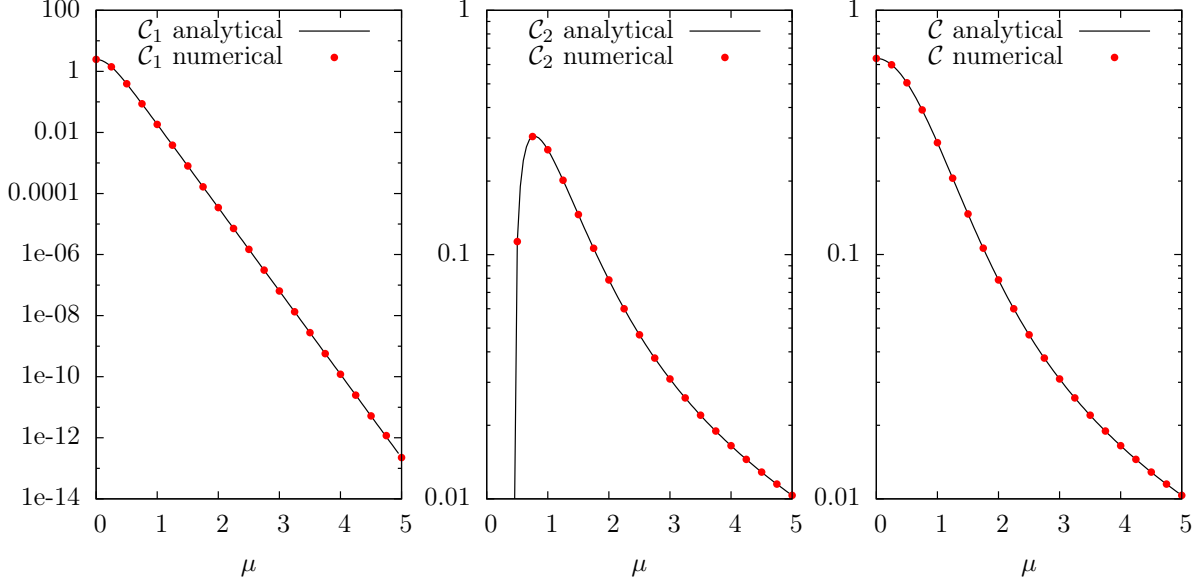 100
1
0.01
0.0001
1e-06
1e-08
1e-10
1e-12
1e-14
0 1 2 3 4 5
μ
𝒞₁ analytical
𝒞₁ numerical
1
0.1
0.01
0 1 2 3 4 5
μ
𝒞₂ analytical
𝒞₂ numerical
1
0.1
0.01
0 1 2 3 4 5
μ
𝒞 analytical
𝒞 numerical